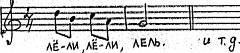 лё-ли, лё-ли, лель. и т.д